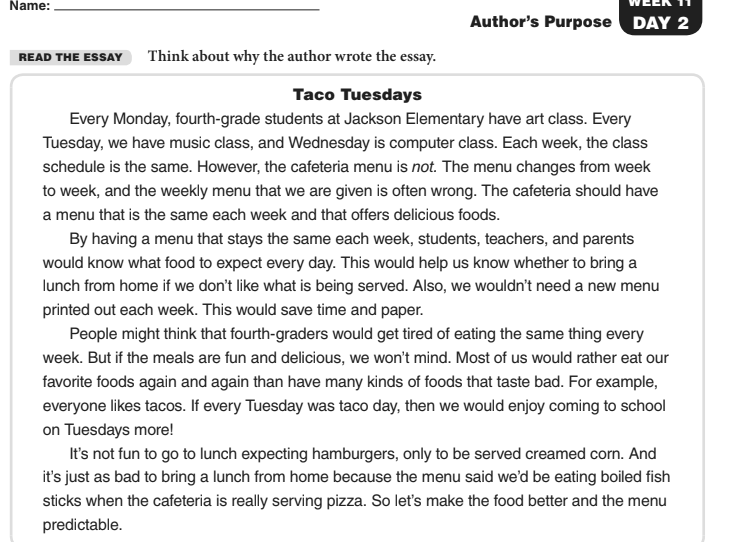 Name:
WEEK 11
Author's Purpose DAY 2
READ THE ESSAY Think about why the author wrote the essay.
Taco Tuesdays
Every Monday, fourth-grade students at Jackson Elementary have art class. Every
Tuesday, we have music class, and Wednesday is computer class. Each week, the class
schedule is the same. However, the cafeteria menu is not. The menu changes from week
to week, and the weekly menu that we are given is often wrong. The cafeteria should have
a menu that is the same each week and that offers delicious foods.
By having a menu that stays the same each week, students, teachers, and parents
would know what food to expect every day. This would help us know whether to bring a
lunch from home if we don't like what is being served. Also, we wouldn't need a new menu
printed out each week. This would save time and paper.
People might think that fourth-graders would get tired of eating the same thing every
week. But if the meals are fun and delicious, we won't mind. Most of us would rather eat our
favorite foods again and again than have many kinds of foods that taste bad. For example,
everyone likes tacos. If every Tuesday was taco day, then we would enjoy coming to school
on Tuesdays more!
It's not fun to go to lunch expecting hamburgers, only to be served creamed corn. And
it's just as bad to bring a lunch from home because the menu said we'd be eating boiled fish
sticks when the cafeteria is really serving pizza. So let's make the food better and the menu
predictable.